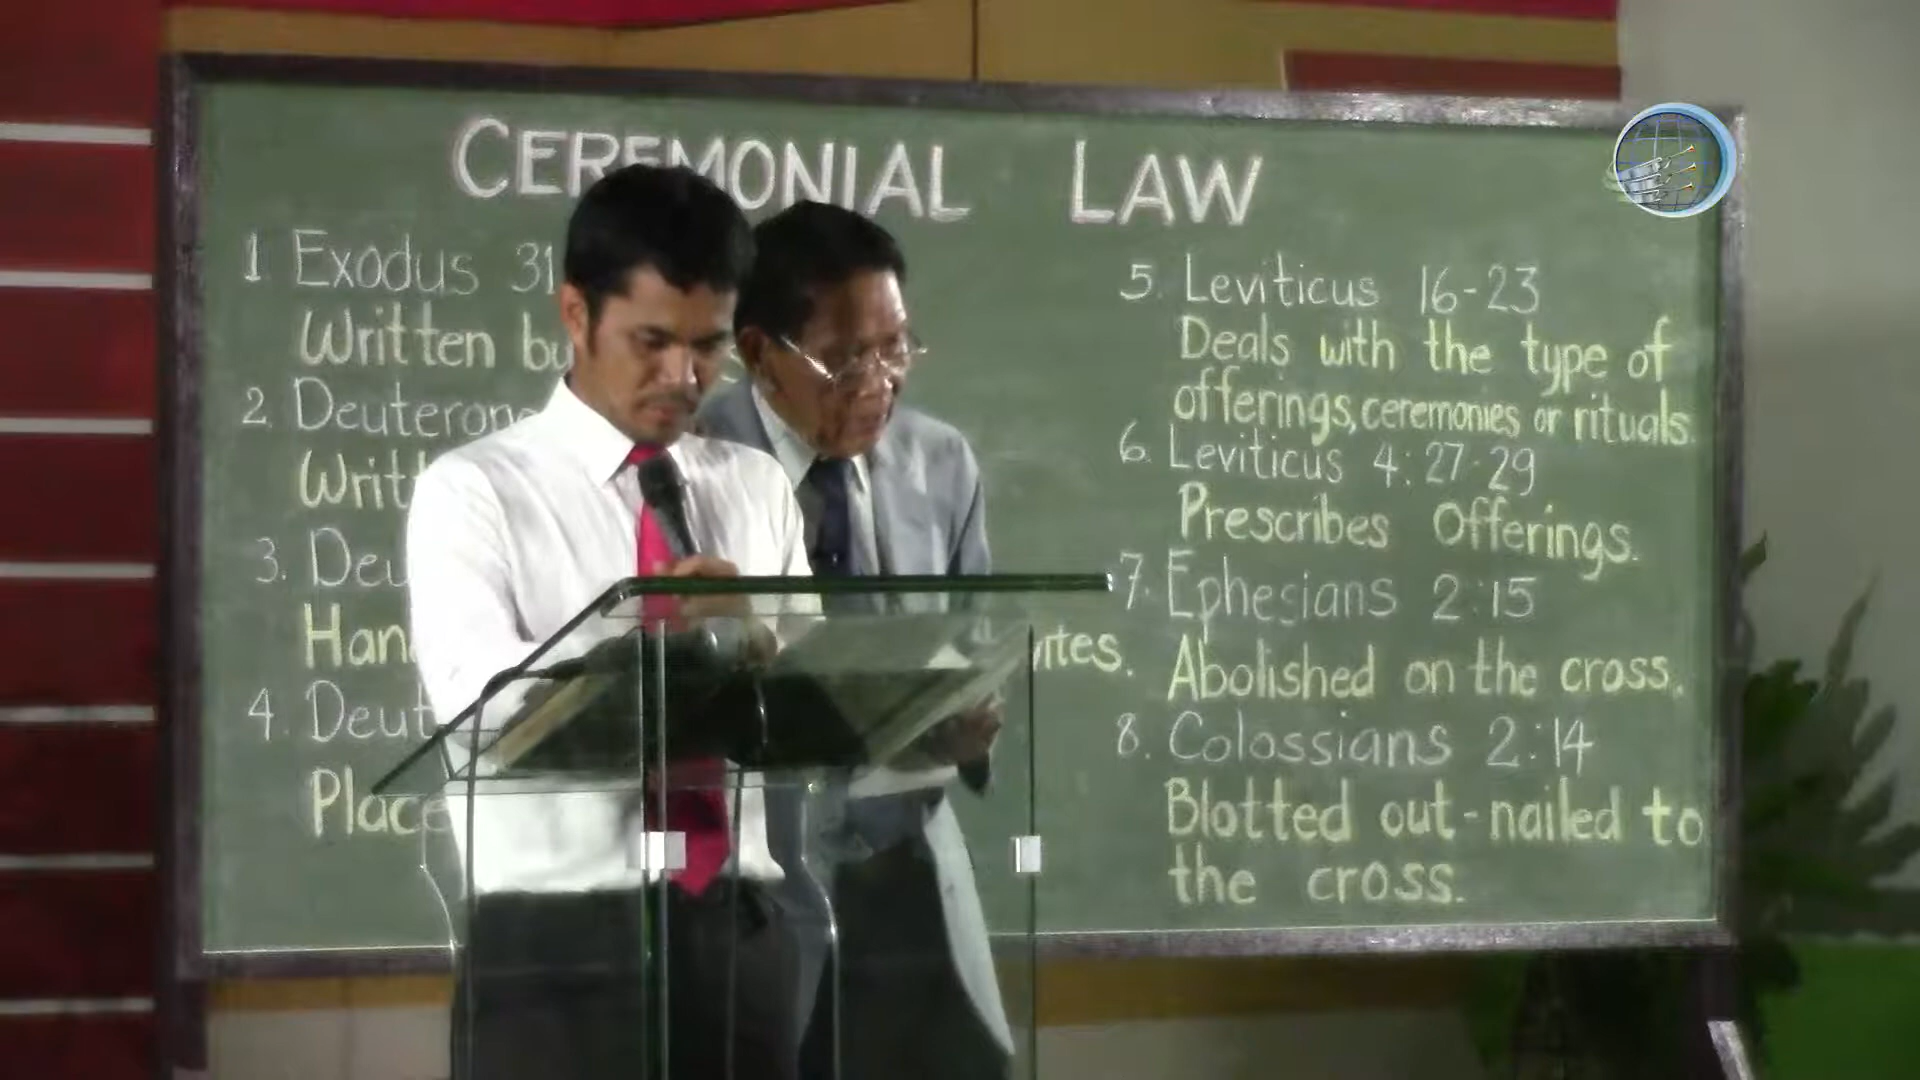 CEREMONIAL LAW
1 Exodus 31
Written by
2. Deuterono
Writt
3. Deu
Han
vites.
4. Deut
Place
5. Leviticus 16-23
Deals with the type of
offerings, ceremonies or rituals.
6. Leviticus 4:27-29
Prescribes Offerings.
7. Ephesians 2:15
Abolished on the cross.
8. Colossians 2:14
Blotted out-nailed to
the cross.